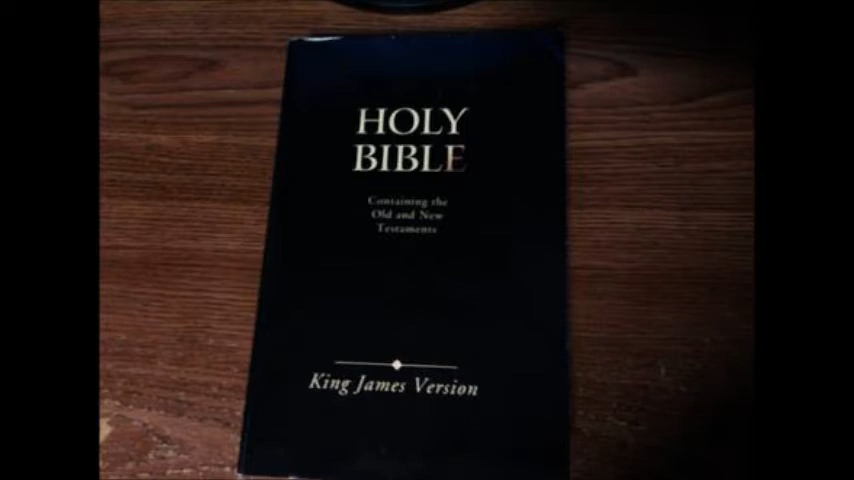 HOLY
BIBLE
Containing the
Old and New
Testaments
King James Version